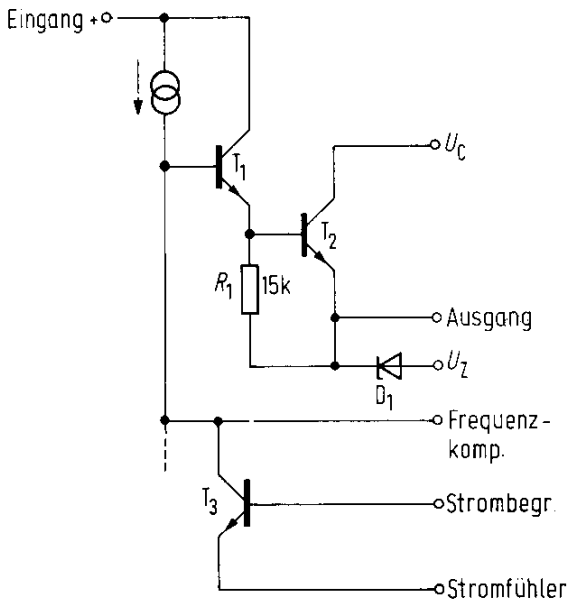 Eingang +
T1
UC
T2
R1 15k
Ausgang
UZ
D1
Frequenz-
komp.
T3
Strombegr.
Stromfühler